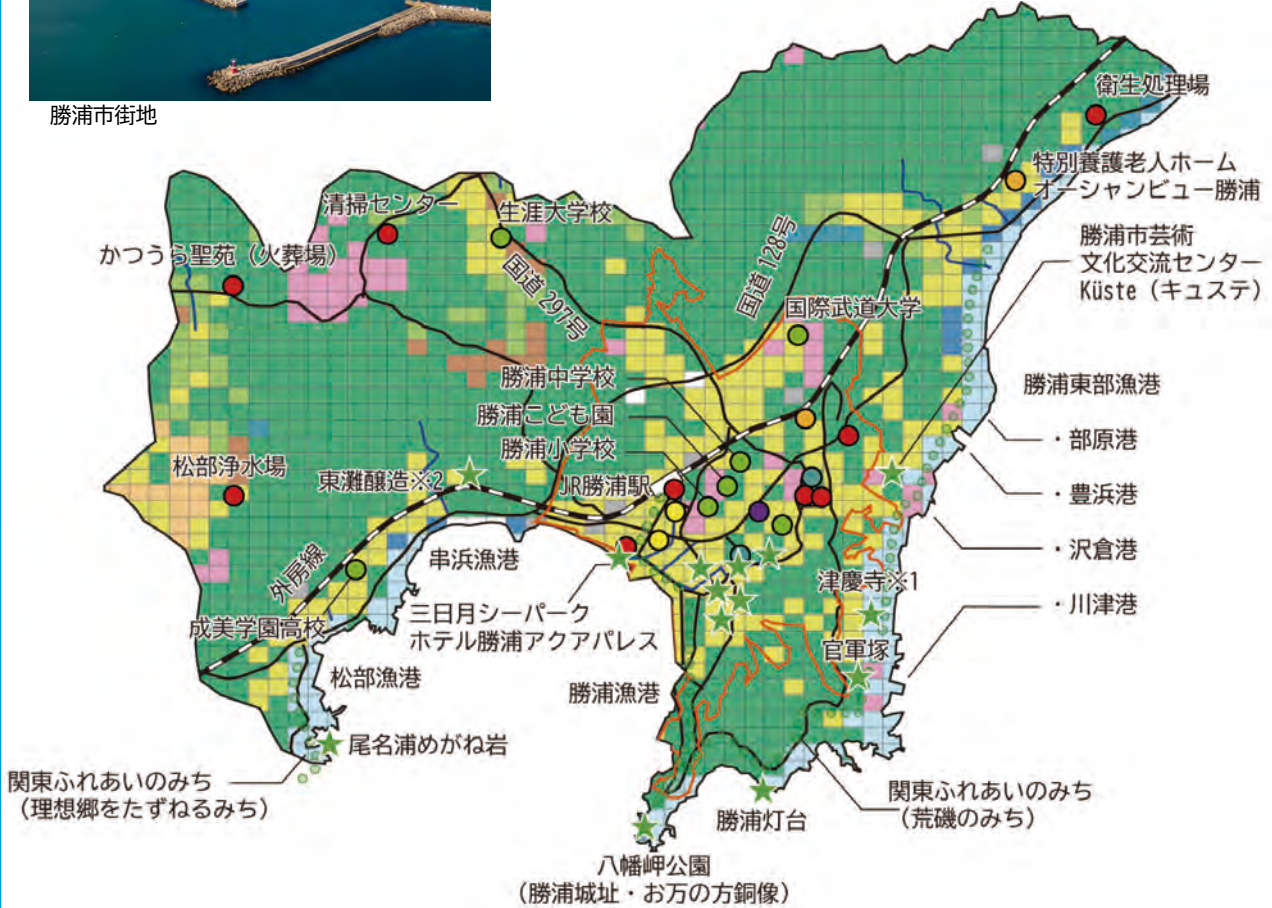 勝浦市街地
衛生処理場
特別養護老人ホーム
オーシャンビュー勝浦
清掃センター
生涯大学校
かつうら聖苑（火葬場）
国道297号
国道128号
勝浦市芸術
文化交流センター
Küste（キュステ）
国際武道大学
勝浦中学校
勝浦こども園
勝浦小学校
勝浦東部漁港
・部原港
・豊浜港
・沢倉港
・川津港
松部浄水場
東灘醸造※2
JR勝浦駅
外房線
串浜漁港
津慶寺※1
三日月シーパーク
ホテル勝浦アクアパレス
成美学園高校
官軍塚
松部漁港
勝浦漁港
尾名浦めがね岩
関東ふれあいのみち
（理想郷をたずねるみち）
勝浦灯台
関東ふれあいのみち
（荒磯のみち）
八幡岬公園
（勝浦城址・お万の方銅像）